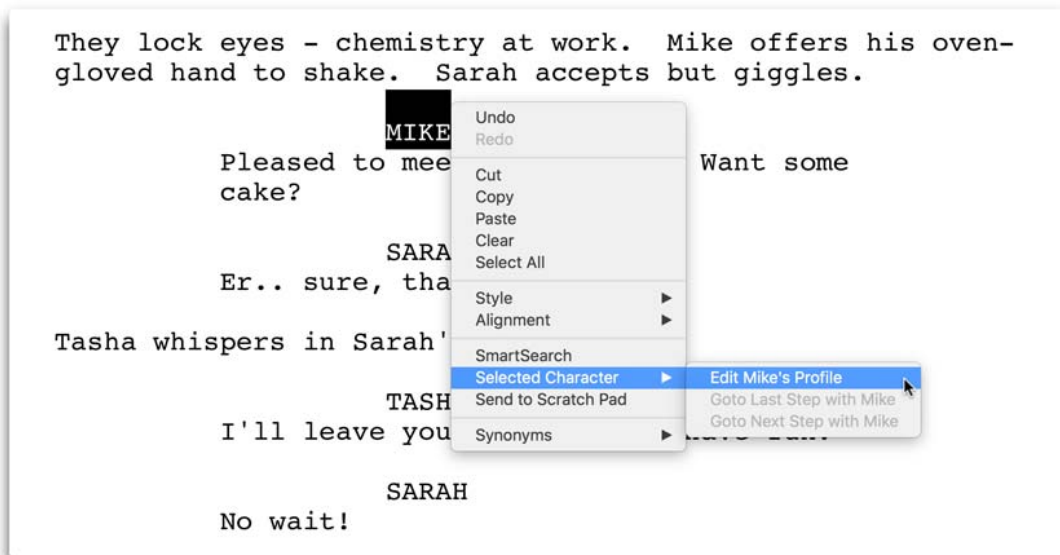 They lock eyes – chemistry at work.  Mike offers his oven-
gloved hand to shake.  Sarah accepts but giggles.
MIKE
Pleased to mee Want some
cake?
SARA
Er.. sure, tha
Tasha whispers in Sarah'
TASH
I'll leave you
SARAH
No wait!
Undo
Redo
Cut
Copy
Paste
Clear
Select All
Style
Alignment
SmartSearch
Selected Character
Send to Scratch Pad
Synonyms
Edit Mike's Profile
Goto Last Step with Mike
Goto Next Step with Mike